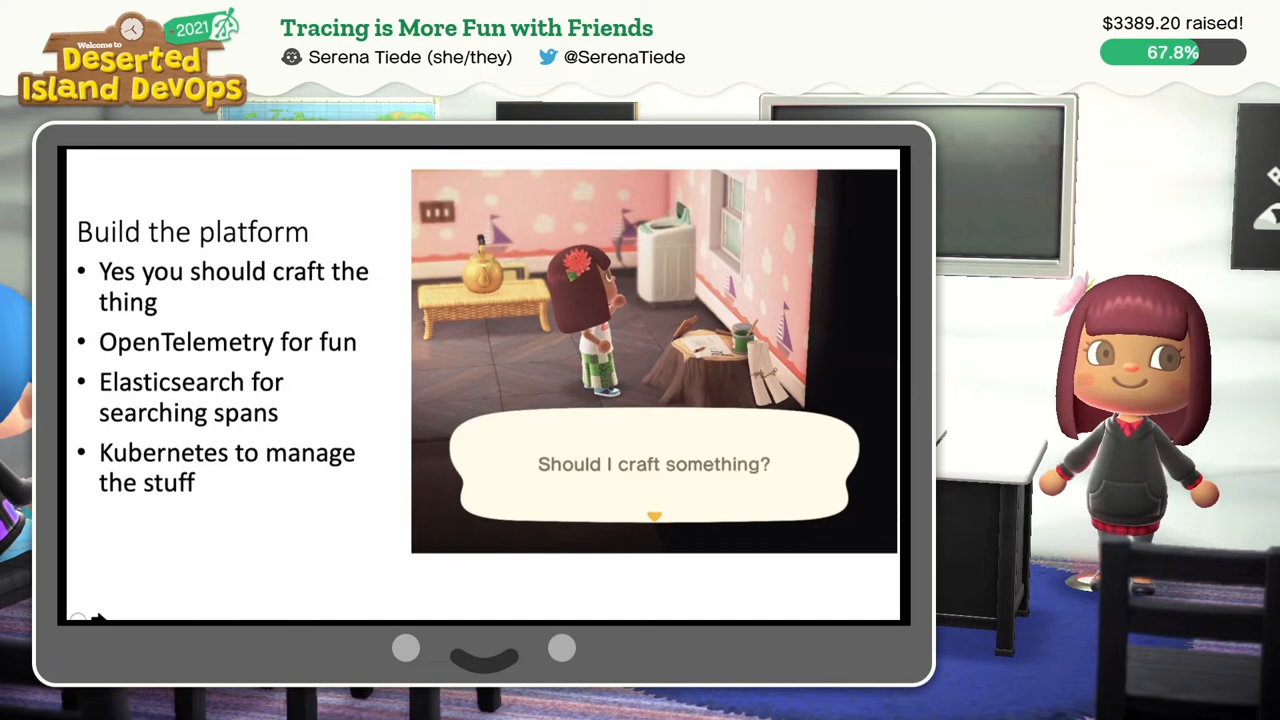 Welcome to
Deserted
Island DevOps
2021
Tracing is More Fun with Friends
Serena Tiede (she/they)
@SerenaTiede
$3389.20 raised!
67.8%
Build the platform
• Yes you should craft the
thing
• OpenTelemetry for fun
• Elasticsearch for
searching spans
• Kubernetes to manage
the stuff
Should I craft something?